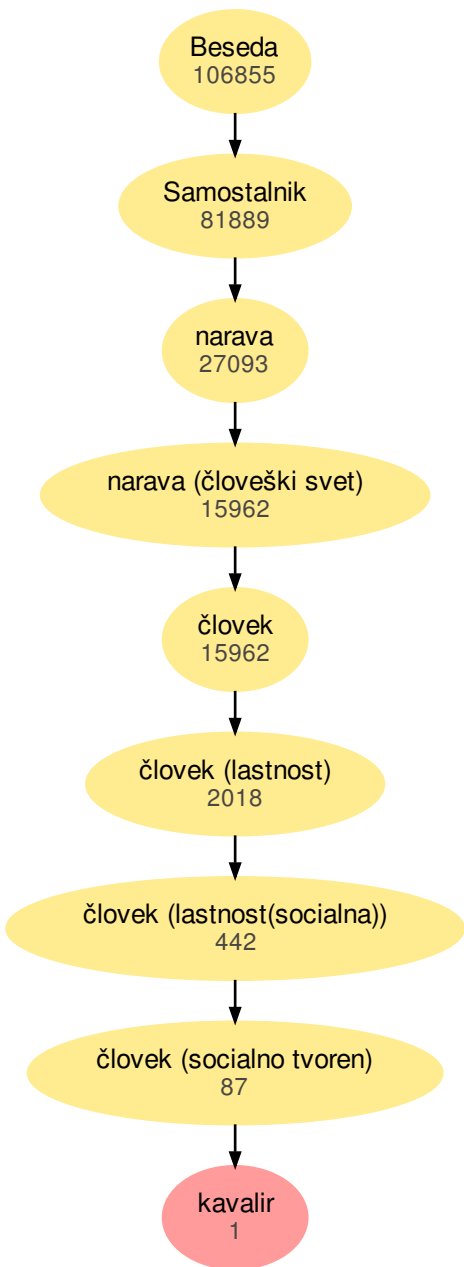 Beseda
106855
Samostalnik
81889
narava
27093
narava (človeški svet)
15962
človek
15962
človek (lastnost)
2018
človek (lastnost(socialna))
442
človek (socialno tvoren)
87
kavalir
1